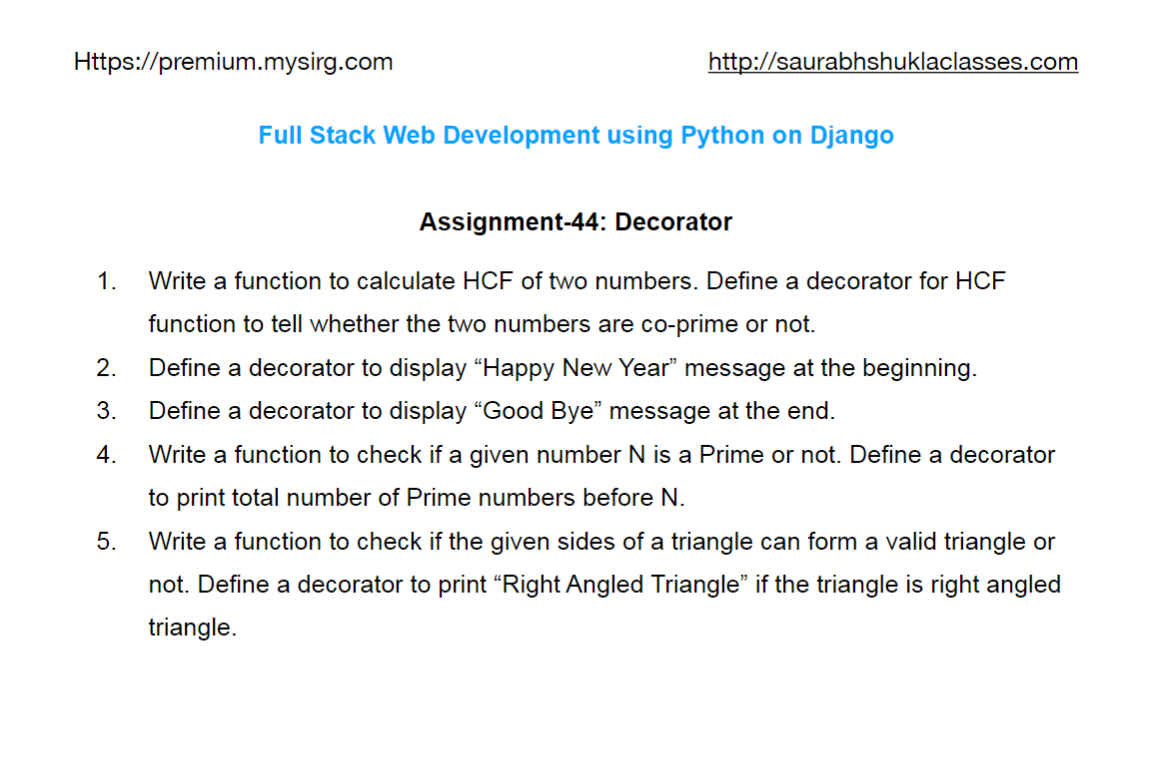 Https://premium.mysirg.com http://saurabhshuklaclasses.com
Full Stack Web Development using Python on Django
Assignment-44: Decorator
1. Write a function to calculate HCF of two numbers. Define a decorator for HCF
function to tell whether the two numbers are co-prime or not.
2. Define a decorator to display “Happy New Year” message at the beginning.
3. Define a decorator to display “Good Bye” message at the end.
4. Write a function to check if a given number N is a Prime or not. Define a decorator
to print total number of Prime numbers before N.
5. Write a function to check if the given sides of a triangle can form a valid triangle or
not. Define a decorator to print “Right Angled Triangle” if the triangle is right angled
triangle.